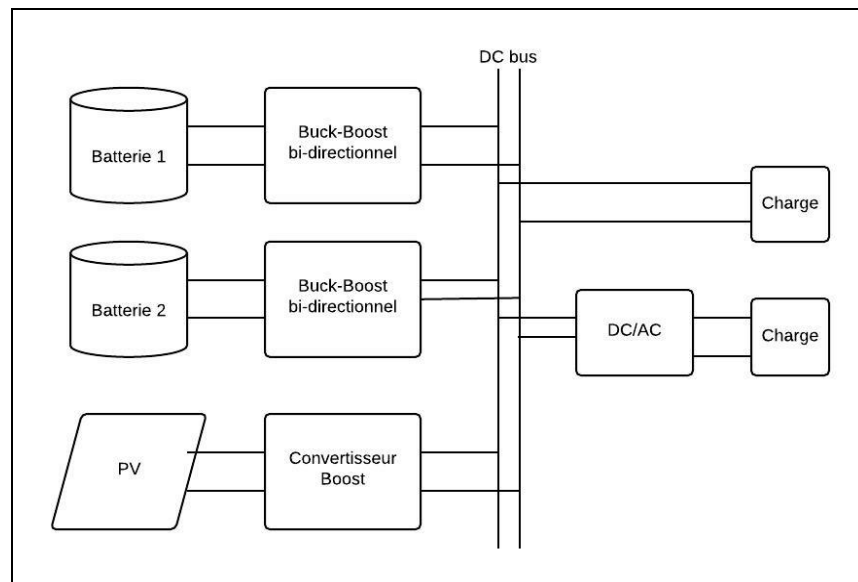 DC bus
Batterie 1
Buck-Boost
bi-directionnel
Charge
Batterie 2
Buck-Boost
bi-directionnel
DC/AC
Charge
PV
Convertisseur
Boost